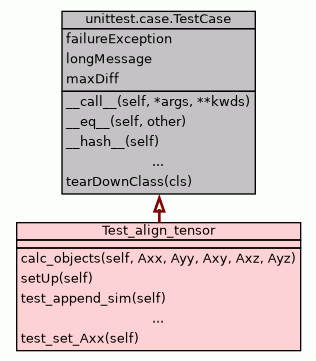 unittest.case.TestCase
failureException
longMessage
maxDiff
__call__(self, *args, **kwds)
__eq__(self, other)
__hash__(self)
...
tearDownClass(cls)
Test_align_tensor
calc_objects(self, Axx, Ayy, Axy, Axz, Ayz)
setUp(self)
test_append_sim(self)
...
test_set_Axx(self)